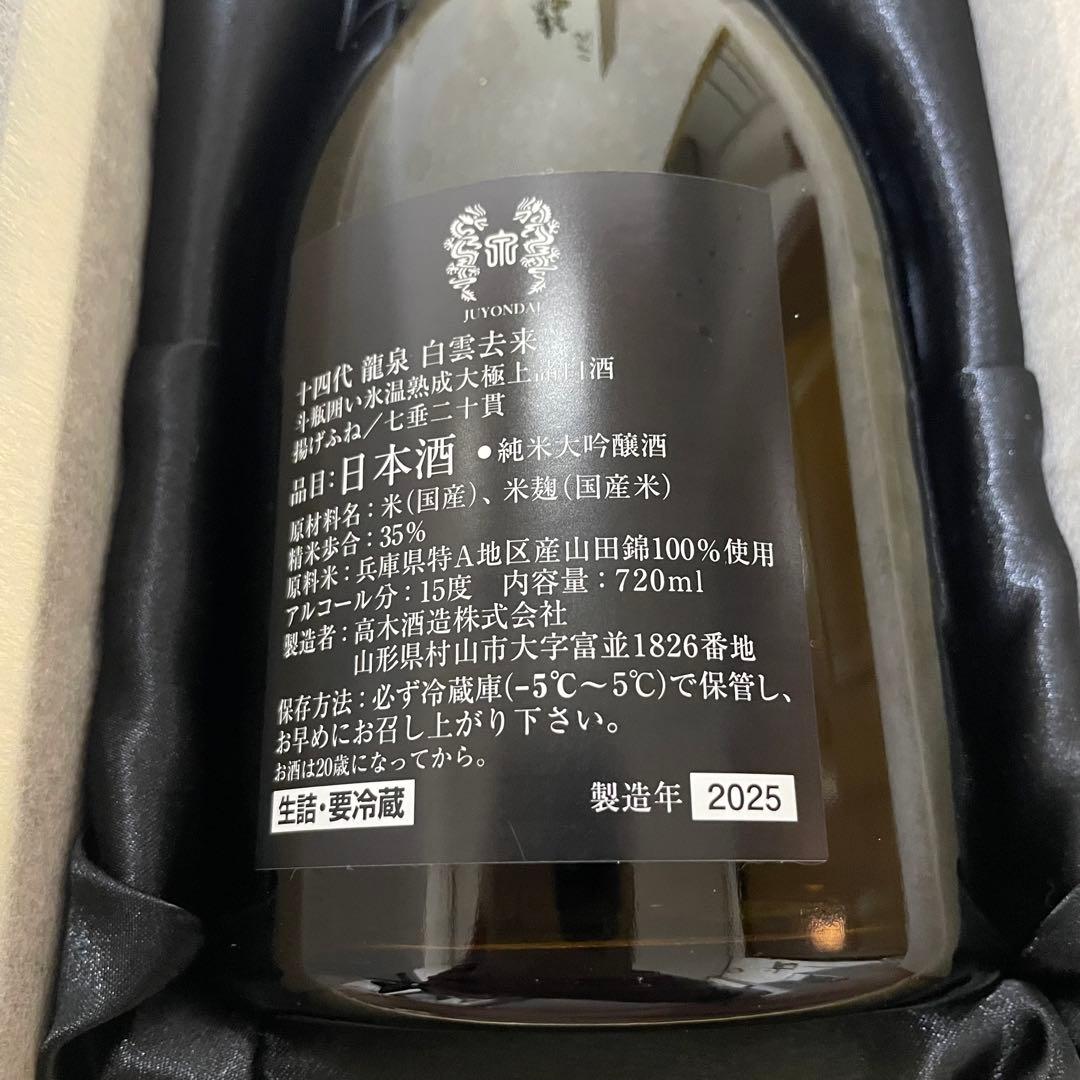 JUYONDAI
十四代 龍泉 白雲去来
斗瓶囲い氷温熟成大極上諸白酒
揚げふね/七垂二十貫
品目:日本酒 ●純米大吟醸酒
原材料名:米(国産)、米麹(国産米)
精米歩合:35%
原料米:兵庫県特A地区産山田錦100%使用
アルコール分:15度 内容量:720ml
製造者:高木酒造株式会社
山形県村山市大字富並1826番地
保存方法:必ず冷蔵庫(-5℃~5℃)で保管し、
お早めにお召し上がり下さい。
お酒は20歳になってから。
生詰・要冷蔵
製造年 2025